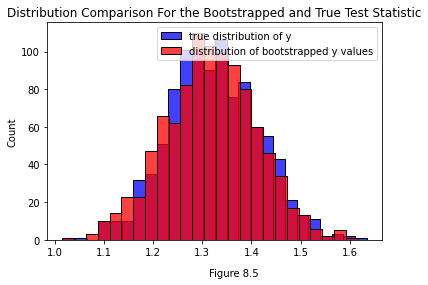 Distribution Comparison For the Bootstrapped and True Test Statistic
true distribution of y
distribution of bootstrapped y values
Count
100
80
60
40
20
0
1.0 1.1 1.2 1.3 1.4 1.5 1.6
Figure 8.5